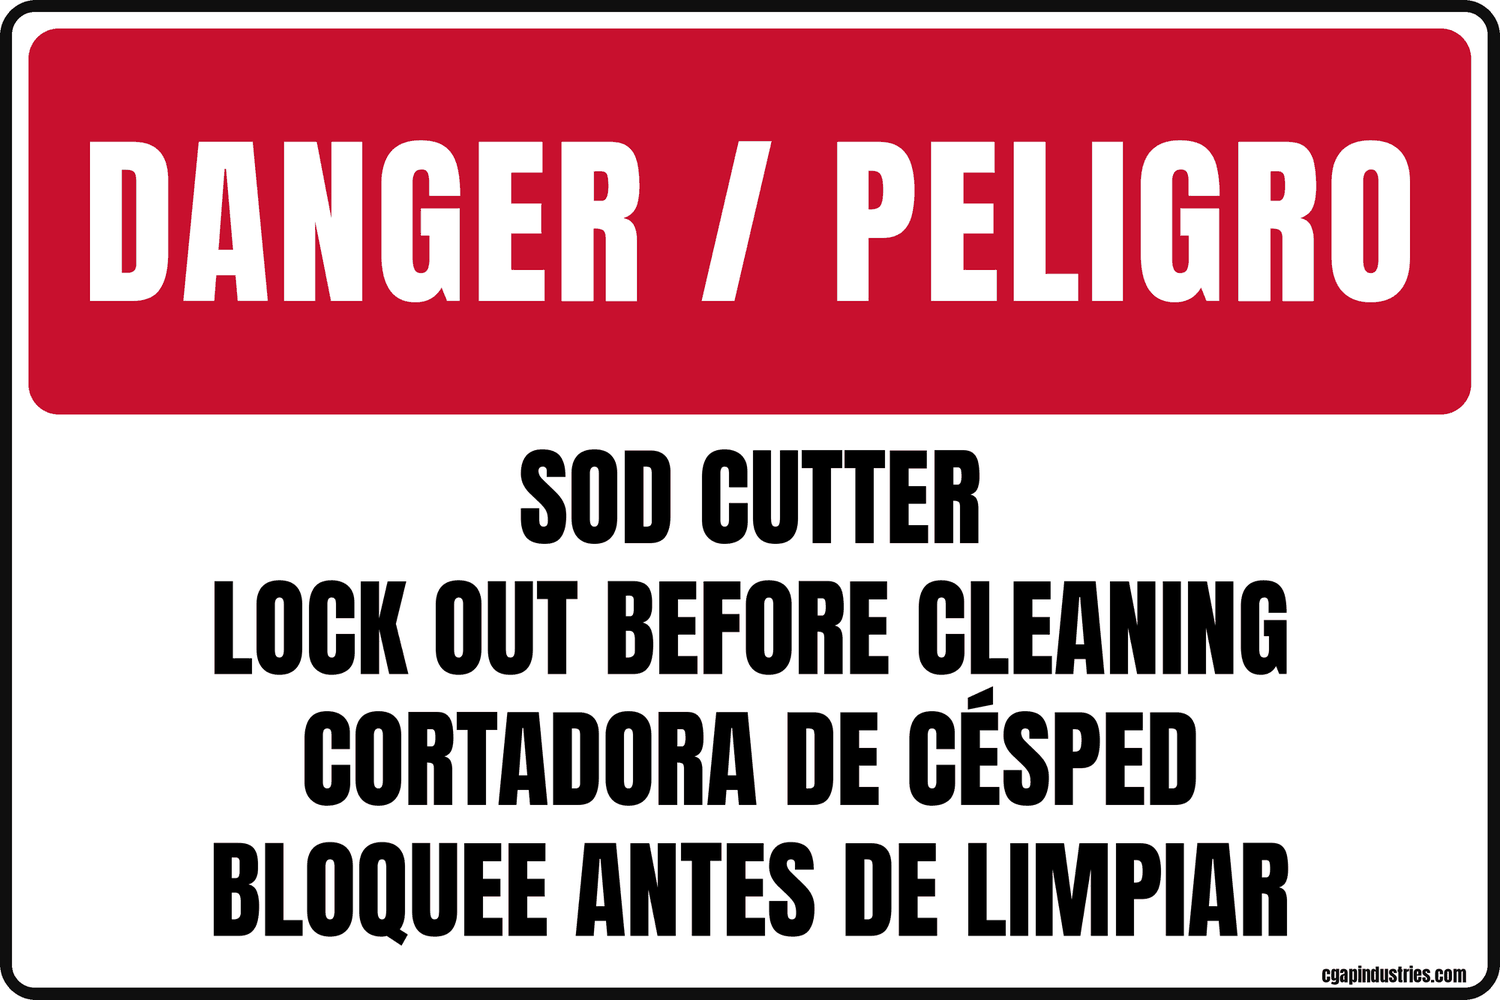 DANGER / PELIGRO
SOD CUTTER
LOCK OUT BEFORE CLEANING
CORTADORA DE CÉSPED
BLOQUEE ANTES DE LIMPIAR
cgapindustries.com